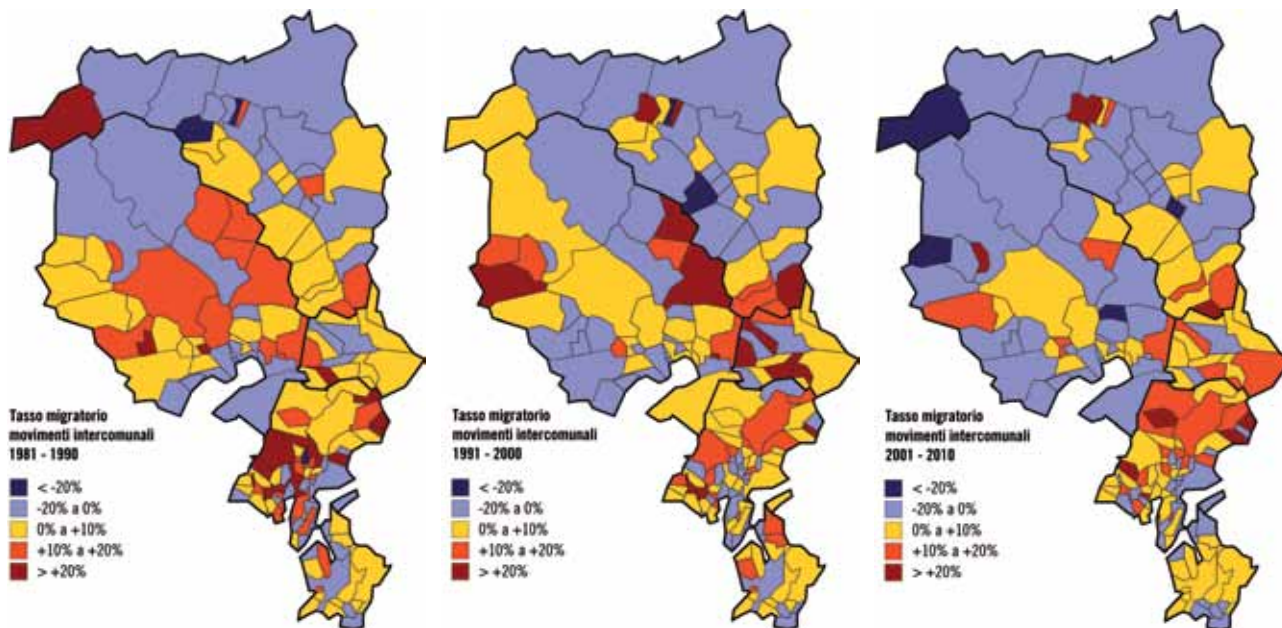 Tasso migratorio
movimenti intercomunali
1981 - 1990
< -20%
-20% a 0%
0% a +10%
+10% a +20%
> +20%
Tasso migratorio
movimenti intercomunali
1991 - 2000
< -20%
-20% a 0%
0% a +10%
+10% a +20%
> +20%
Tasso migratorio
movimenti intercomunali
2001 - 2010
< -20%
-20% a 0%
0% a +10%
+10% a +20%
> +20%